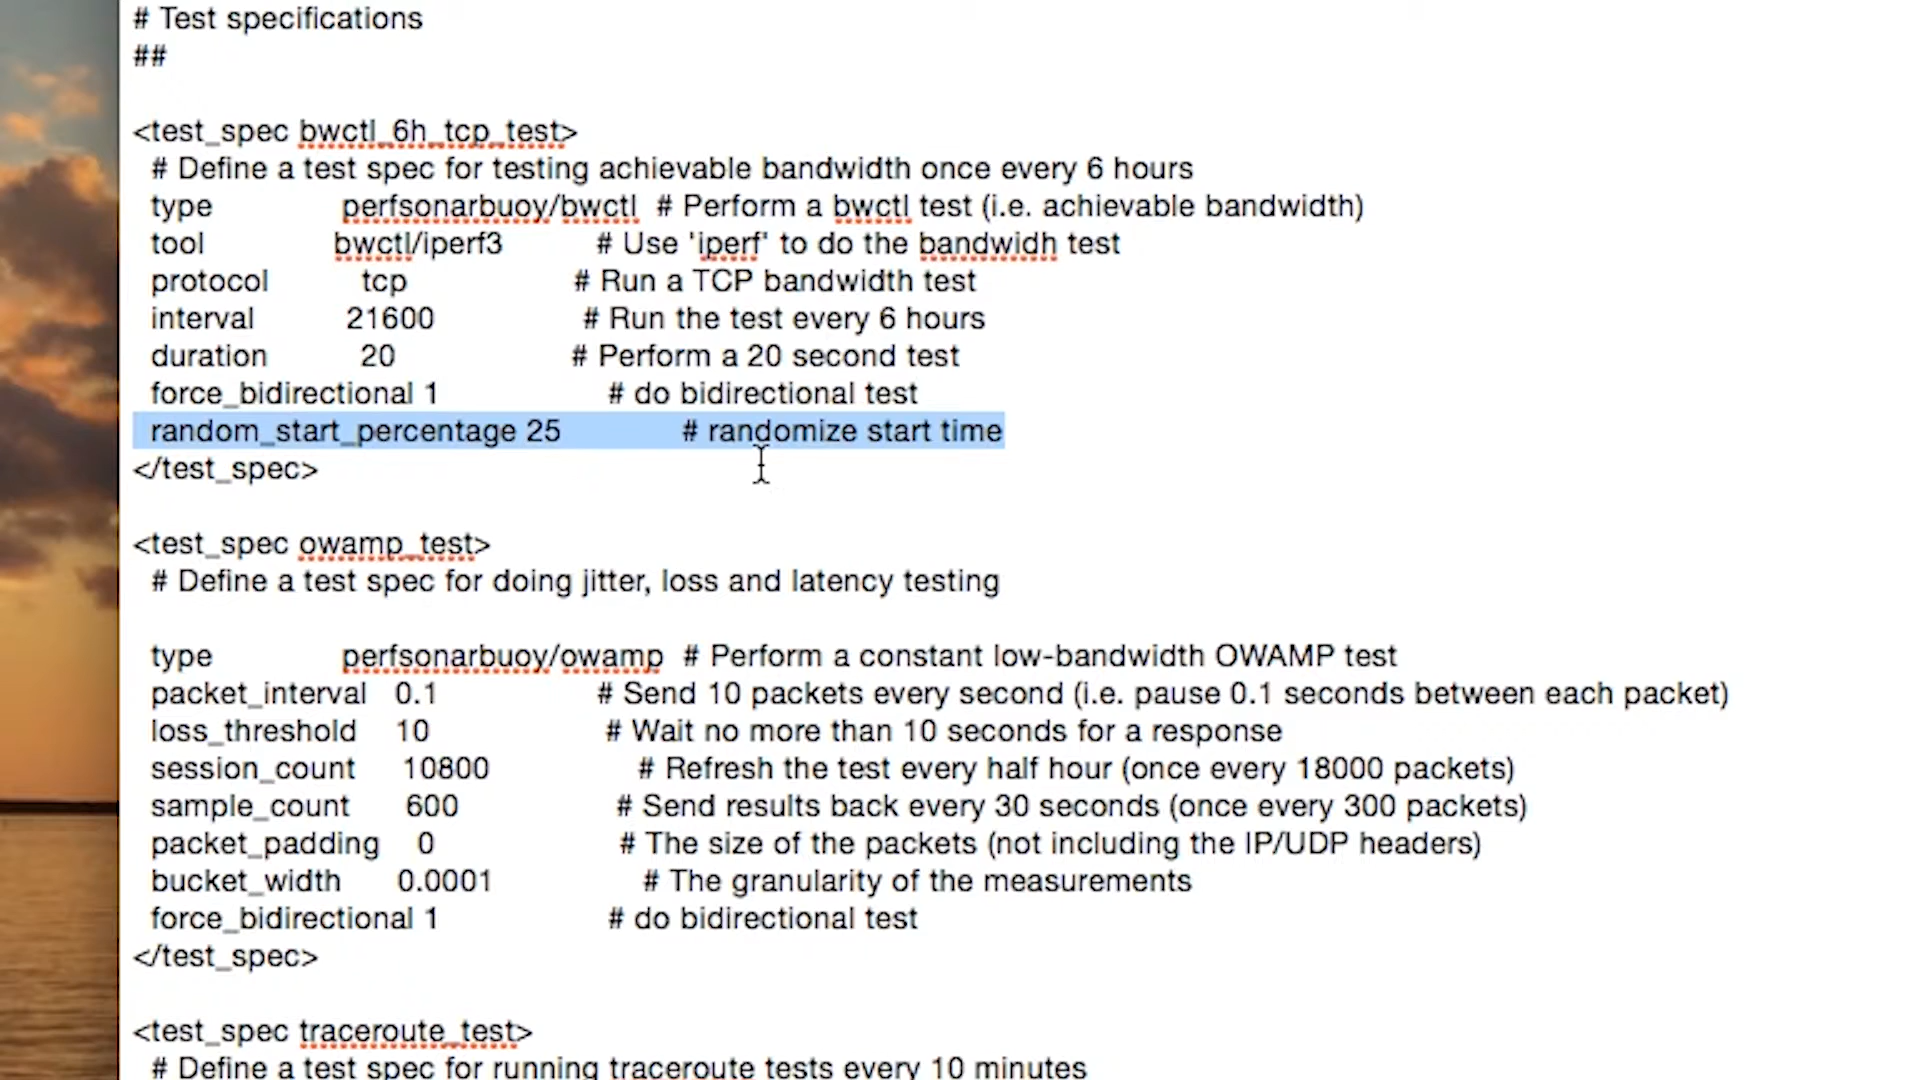 # Test specifications
##
<test_spec bwctl_6h_tcp_test>
# Define a test spec for testing achievable bandwidth once every 6 hours
type perfsonarbuoy/bwctl # Perform a bwctl test (i.e. achievable bandwidth)
tool bwctl/iperf3 # Use 'iperf' to do the bandwidh test
protocol tcp # Run a TCP bandwidth test
interval 21600 # Run the test every 6 hours
duration 20 # Perform a 20 second test
force_bidirectional 1 # do bidirectional test
random_start_percentage 25 # randomize start time
</test_spec>
<test_spec owamp_test>
# Define a test spec for doing jitter, loss and latency testing
type perfsonarbuoy/owamp # Perform a constant low-bandwidth OWAMP test
packet_interval 0.1 # Send 10 packets every second (i.e. pause 0.1 seconds between each packet)
loss_threshold 10 # Wait no more than 10 seconds for a response
session_count 10800 # Refresh the test every half hour (once every 18000 packets)
sample_count 600 # Send results back every 30 seconds (once every 300 packets)
packet_padding 0 # The size of the packets (not including the IP/UDP headers)
bucket_width 0.0001 # The granularity of the measurements
force_bidirectional 1 # do bidirectional test
</test_spec>
<test_spec traceroute_test>
# Define a test spec for running traceroute tests every 10 minutes